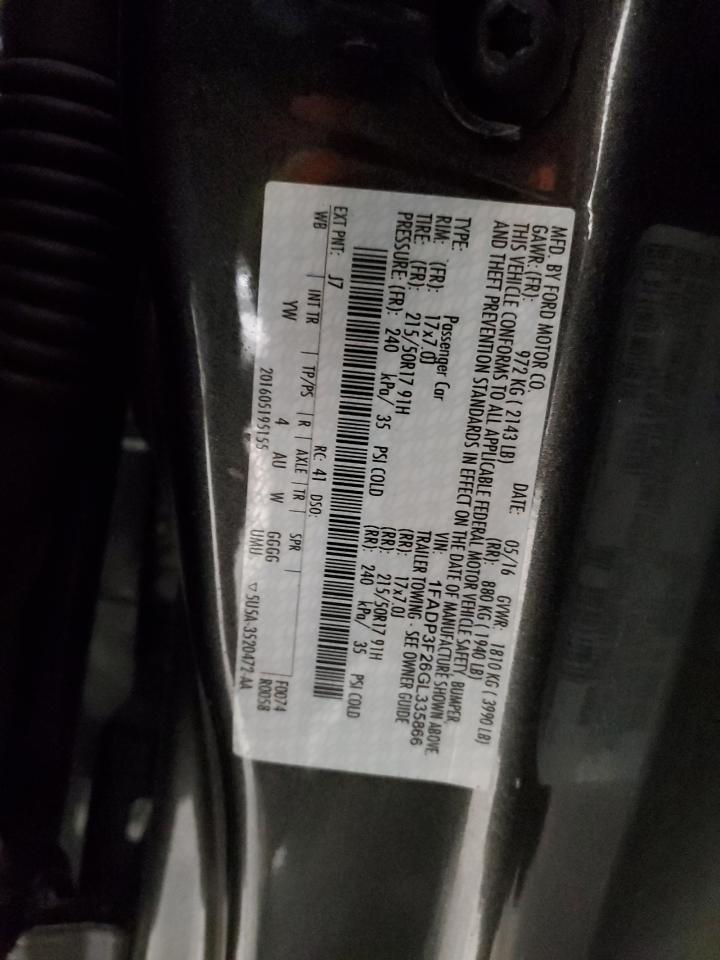 MFD. BY FORD MOTOR CO.
DATE: 05/16 GVWR: 1810 KG ( 3990 LB)
GAWR: (FR): 972 KG ( 2143 LB) (RR): 880 KG ( 1940 LB)
THIS VEHICLE CONFORMS TO ALL APPLICABLE FEDERAL MOTOR VEHICLE SAFETY, BUMPER,
AND THEFT PREVENTION STANDARDS IN EFFECT ON THE DATE OF MANUFACTURE SHOWN ABOVE
VIN: 1FADP3F26GL335866
TYPE: Passenger Car TRAILER TOWING - SEE OWNER GUIDE
RIM: (FR): 17x7.0J (RR): 17x7.0J
TIRE: (FR): 215/50R17 91H (RR): 215/50R17 91H
PRESSURE: (FR): 240 kPa/ 35 PSI COLD (RR): 240 kPa/ 35 PSI COLD
EXT PNT: J7 RC: 41 DSO:
WB | INT TR | TP/PS | R | AXLE | TR | SPR | F0074
YW 4 AU W GGGG R0058
201605195155 UMU ▽ 5U5A-3520472-AA